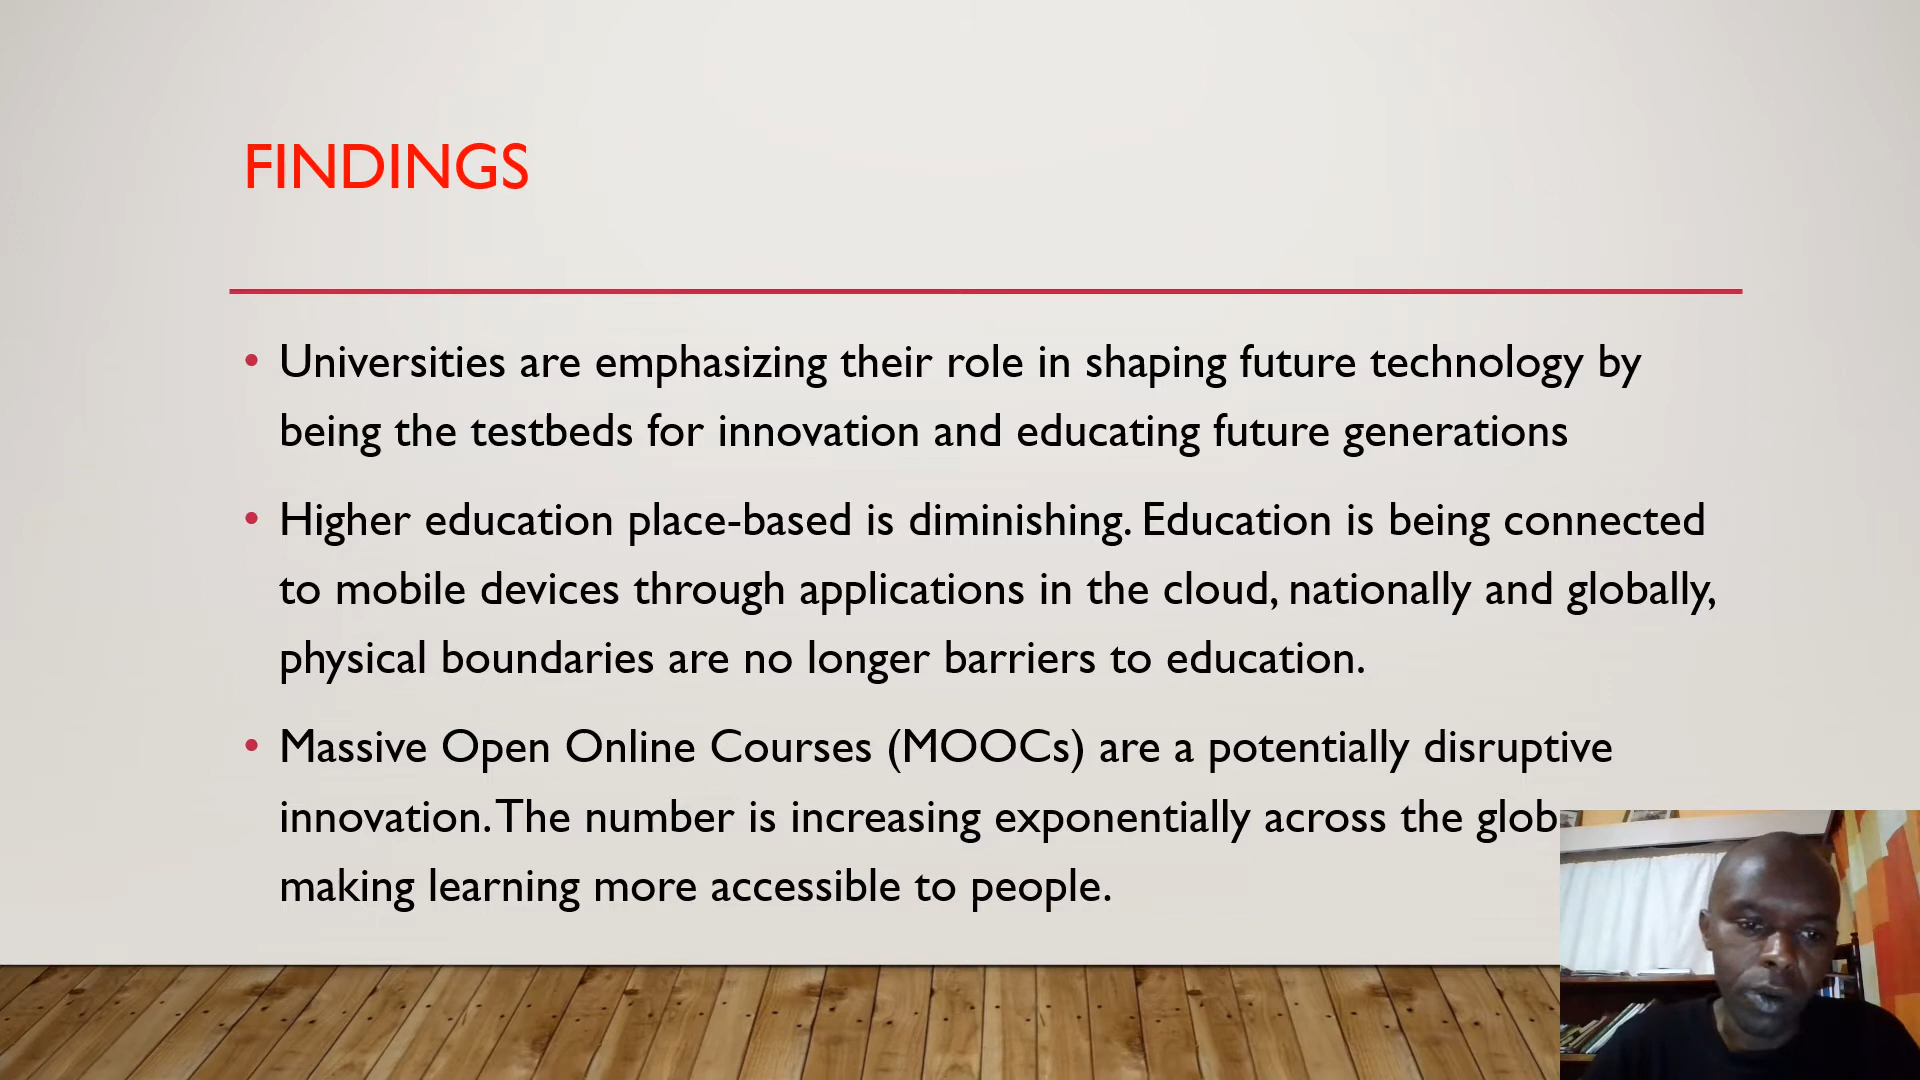 FINDINGS
• Universities are emphasizing their role in shaping future technology by
being the testbeds for innovation and educating future generations
• Higher education place-based is diminishing. Education is being connected
to mobile devices through applications in the cloud, nationally and globally,
physical boundaries are no longer barriers to education.
• Massive Open Online Courses (MOOCs) are a potentially disruptive
innovation. The number is increasing exponentially across the glob
making learning more accessible to people.